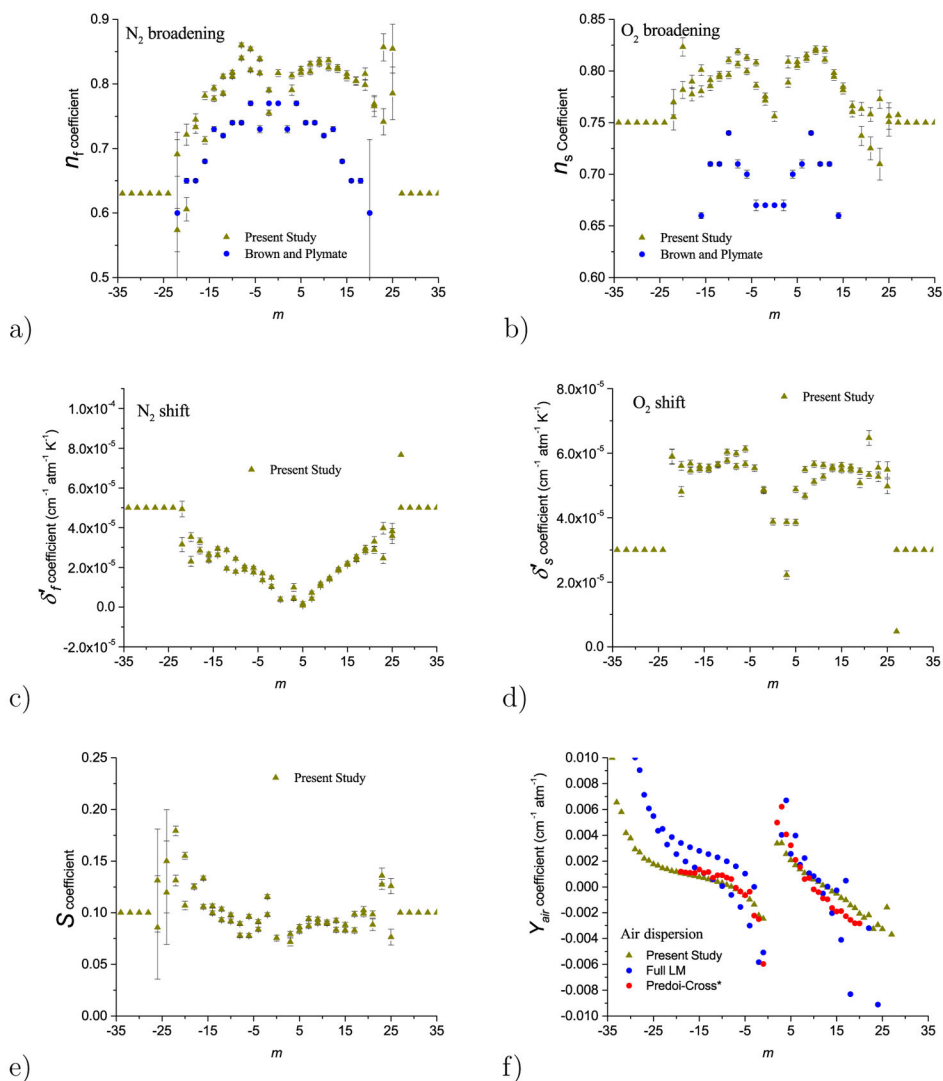 0.9
0.8
0.7
0.6
0.5
n_f coefficient
N2 broadening
Present Study
Brown and Plymate
-35 -25 -15 -5 5 15 25 35
m
a)
0.85
0.80
0.75
0.70
0.65
0.60
n_s Coefficient
O2 broadening
Present Study
Brown and Plymate
-35 -25 -15 -5 5 15 25 35
m
b)
1.0x10^-4
8.0x10^-5
6.0x10^-5
4.0x10^-5
2.0x10^-5
0.0
-2.0x10^-5
δ'_f coefficient (cm^-1 atm^-1 K^-1)
N2 shift
Present Study
-35 -25 -15 -5 5 15 25 35
m
c)
8.0x10^-5
6.0x10^-5
4.0x10^-5
2.0x10^-5
0.0
δ'_s coefficient (cm^-1 atm^-1 K^-1)
O2 shift
Present Study
-35 -25 -15 -5 5 15 25 35
m
d)
0.25
0.20
0.15
0.10
0.05
0.00
S coefficient
Present Study
-35 -25 -15 -5 5 15 25 35
m
e)
0.010
0.008
0.006
0.004
0.002
0.000
-0.002
-0.004
-0.006
-0.008
-0.010
Y_air coefficient (cm^-1 atm^-1)
Air dispersion
Present Study
Full LM
Predoi-Cross*
-35 -25 -15 -5 5 15 25 35
m
f)